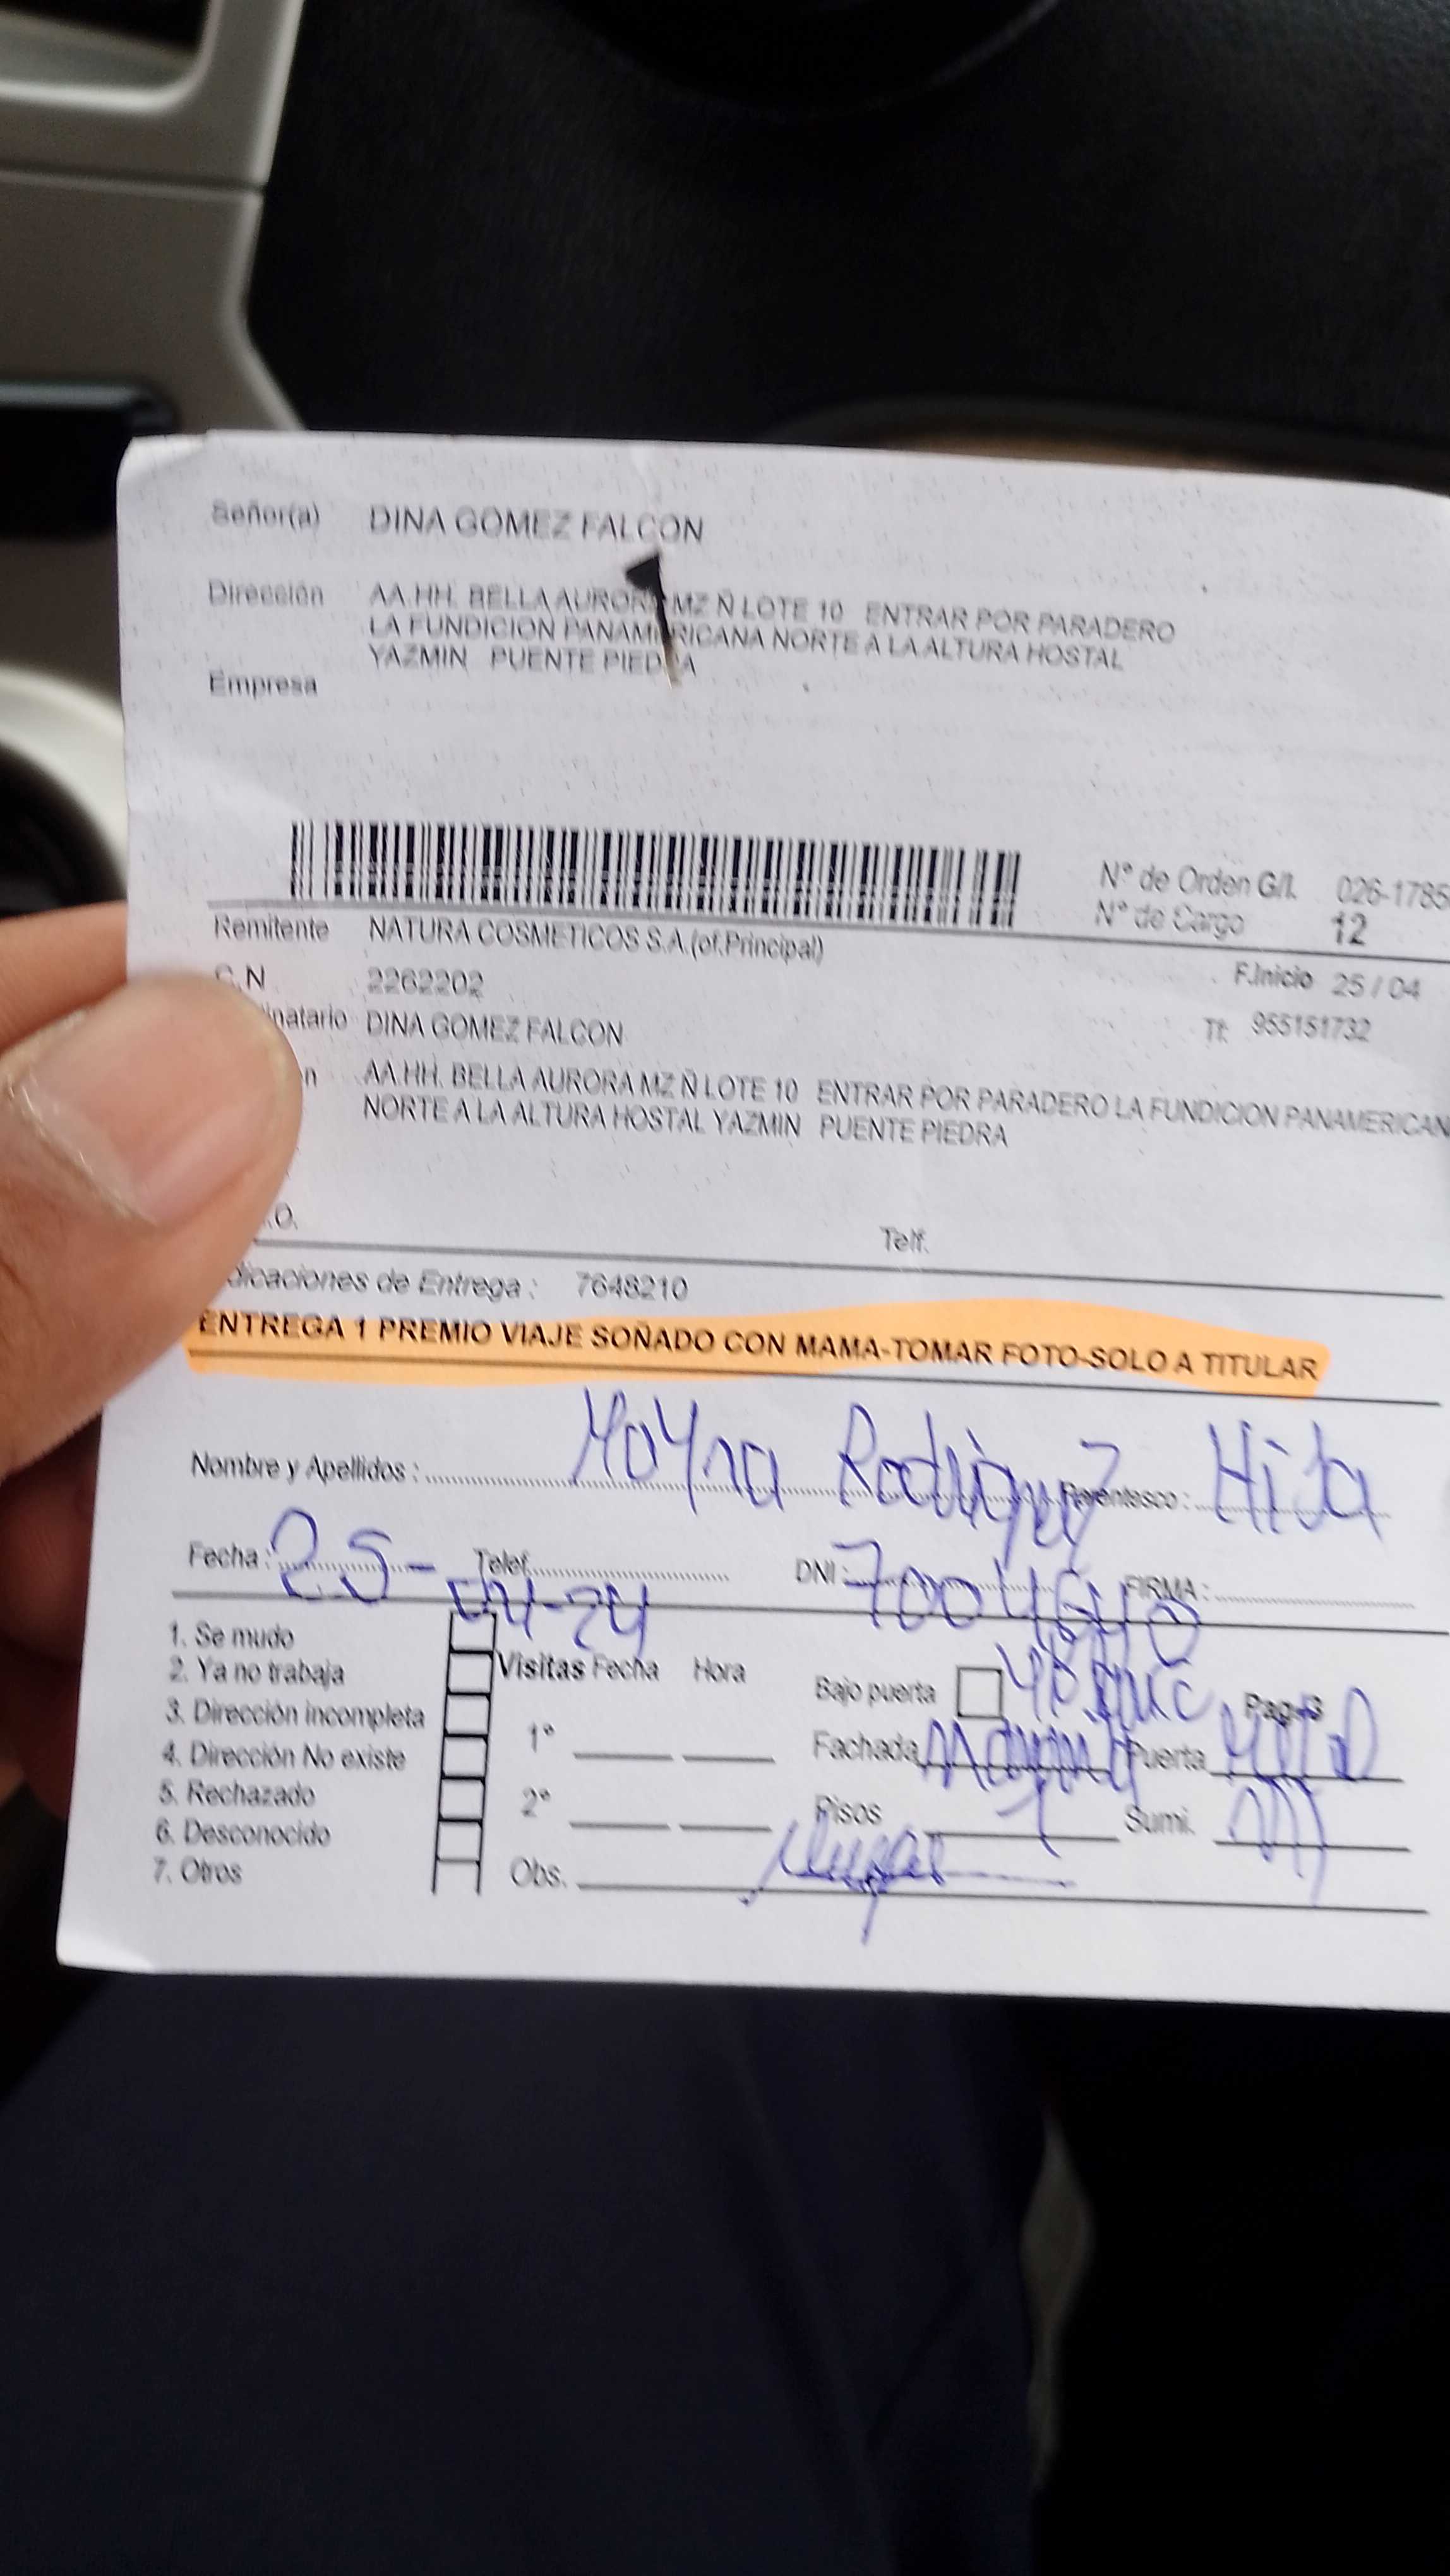 Señor(a) DINA GOMEZ FALCON
Dirección AA.HH. BELLA AURORA MZ Ñ LOTE 10 ENTRAR POR PARADERO
LA FUNDICION PANAMERICANA NORTE A LA ALTURA HOSTAL
YAZMIN PUENTE PIEDRA
Empresa
N° de Orden G/I. 026-1785
N° de Cargo 12
Remitente NATURA COSMETICOS S.A.(of.Principal)
F.Inicio 25 / 04
C.N 2262202
inatario DINA GOMEZ FALCON Tf: 955151732
n AA.HH. BELLA AURORA MZ Ñ LOTE 10 ENTRAR POR PARADERO LA FUNDICION PANAMERICAN
NORTE A LA ALTURA HOSTAL YAZMIN PUENTE PIEDRA
.O. Telf.
dicaciones de Entrega : 7648210
ENTREGA 1 PREMIO VIAJE SOÑADO CON MAMA-TOMAR FOTO-SOLO A TITULAR
Nombre y Apellidos : Rodriguez Parentesco : Hija
Fecha : 25-04-24 Telef. DNI : FIRMA :
1. Se mudo
2. Ya no trabaja Visitas Fecha Hora Bajo puerta Pag-G
3. Dirección incompleta
4. Dirección No existe 1° Fachada Puerta
5. Rechazado
6. Desconocido 2° Pisos 1 Sumi.
7. Otros Obs.